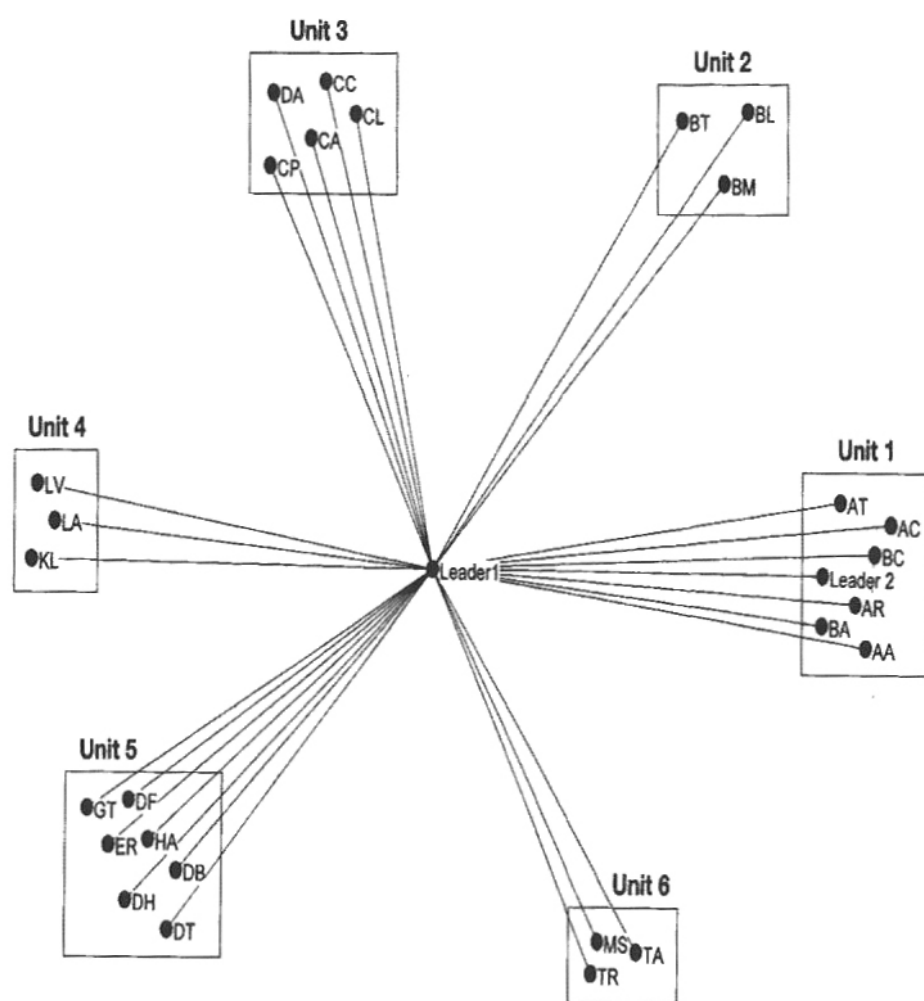 Unit 3
DA
CC
CL
CA
CP
Unit 2
BT
BL
BM
Unit 4
LV
LA
KL
Leader1
Unit 1
AT
AC
BC
Leader 2
AR
BA
AA
Unit 5
GT
DF
ER
HA
DB
DH
DT
Unit 6
MS
TA
TR